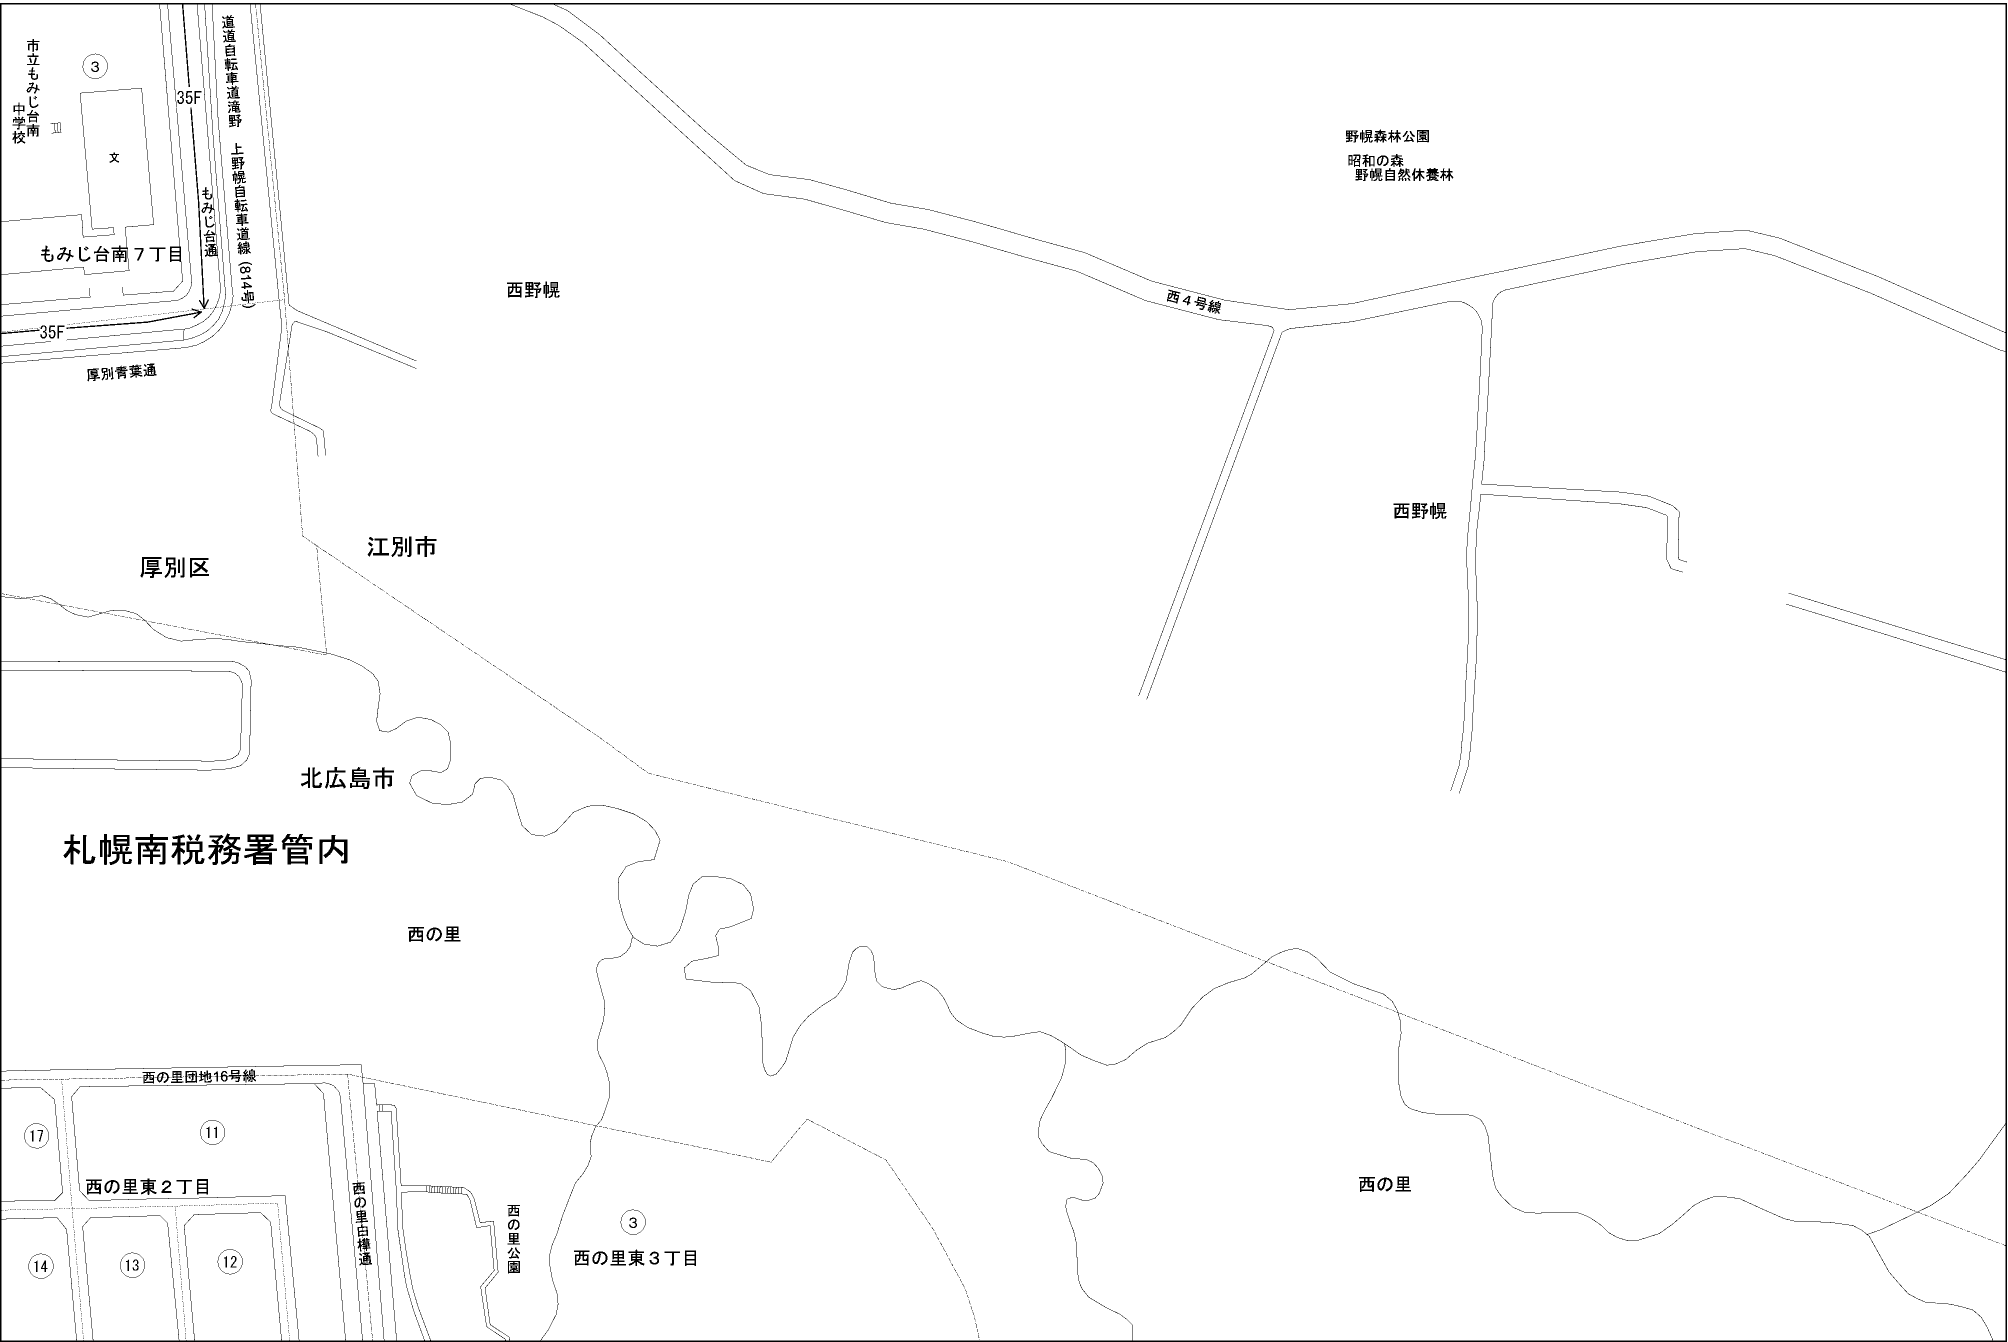 市立もみじ台南
中学校
3
35F
文
道道自転車道滝野　上野幌自転車道線(814号)
もみじ台通
もみじ台南７丁目
35F
厚別青葉通
西野幌
野幌森林公園
昭和の森
野幌自然休養林
西４号線
西野幌
江別市
厚別区
北広島市
札幌南税務署管内
西の里
西の里団地16号線
17
11
西の里東２丁目
西の里白樺通
14
13
12
西の里公園
3
西の里東３丁目
西の里